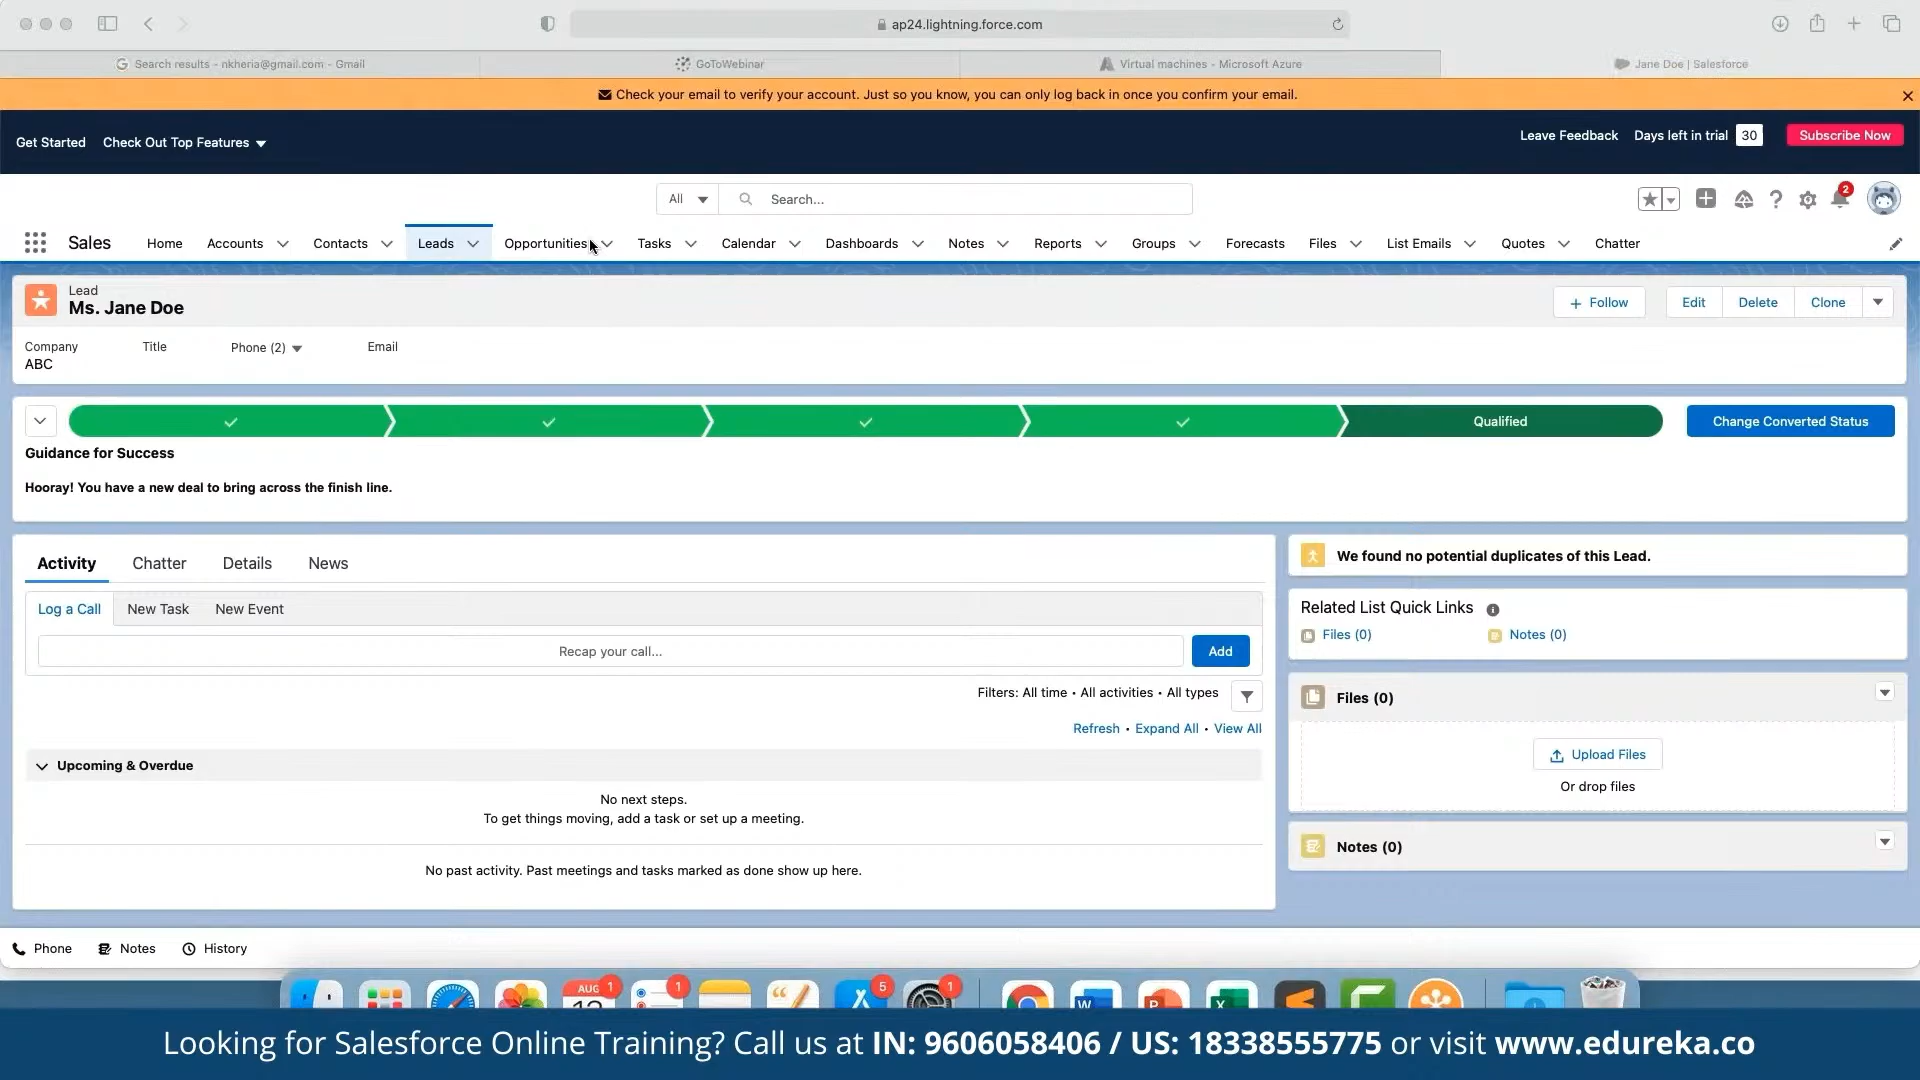 ap24.lightning.force.com
Search results - nkheria@gmail.com - Gmail
GoToWebinar
Virtual machines - Microsoft Azure
Jane Doe | Salesforce
Check your email to verify your account. Just so you know, you can only log back in once you confirm your email.
Get Started
Check Out Top Features
Leave Feedback
Days left in trial 30
Subscribe Now
All
Search...
2
Sales
Home
Accounts
Contacts
Leads
Opportunities
Tasks
Calendar
Dashboards
Notes
Reports
Groups
Forecasts
Files
List Emails
Quotes
Chatter
Lead
Ms. Jane Doe
+ Follow
Edit
Delete
Clone
Company
Title
Phone (2)
Email
ABC
Qualified
Change Converted Status
Guidance for Success
Hooray! You have a new deal to bring across the finish line.
Activity
Chatter
Details
News
We found no potential duplicates of this Lead.
Log a Call
New Task
New Event
Related List Quick Links
Files (0)
Notes (0)
Recap your call...
Add
Filters: All time • All activities • All types
Files (0)
Refresh • Expand All • View All
Upload Files
Or drop files
Upcoming & Overdue
No next steps.
To get things moving, add a task or set up a meeting.
Notes (0)
No past activity. Past meetings and tasks marked as done show up here.
Phone
Notes
History
AUG
1
1
5
1
Looking for Salesforce Online Training? Call us at IN: 9606058406 / US: 18338555775 or visit www.edureka.co